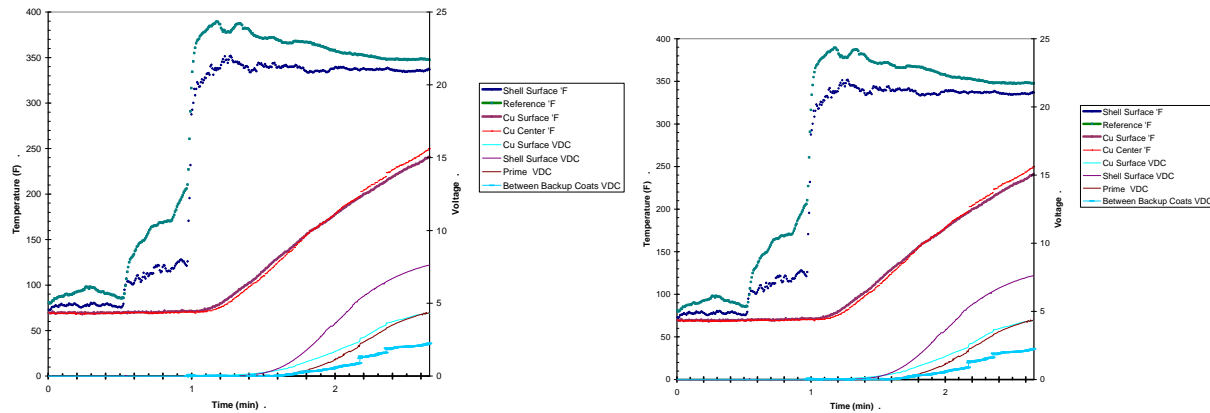 400
350
300
250
200
150
100
50
0
Temperature (F) .
0
1
2
Time (min) .
25
20
15
10
5
0
Voltage .
Shell Surface 'F
Reference 'F
Cu Surface 'F
Cu Center 'F
Cu Surface VDC
Shell Surface VDC
Prime VDC
Between Backup Coats VDC
400
350
300
250
200
150
100
50
0
Temperature (F) .
0
1
2
Time (min) .
25
20
15
10
5
0
Voltage .
Shell Surface 'F
Reference 'F
Cu Surface 'F
Cu Center 'F
Cu Surface VDC
Shell Surface VDC
Prime VDC
Between Backup Coats VDC